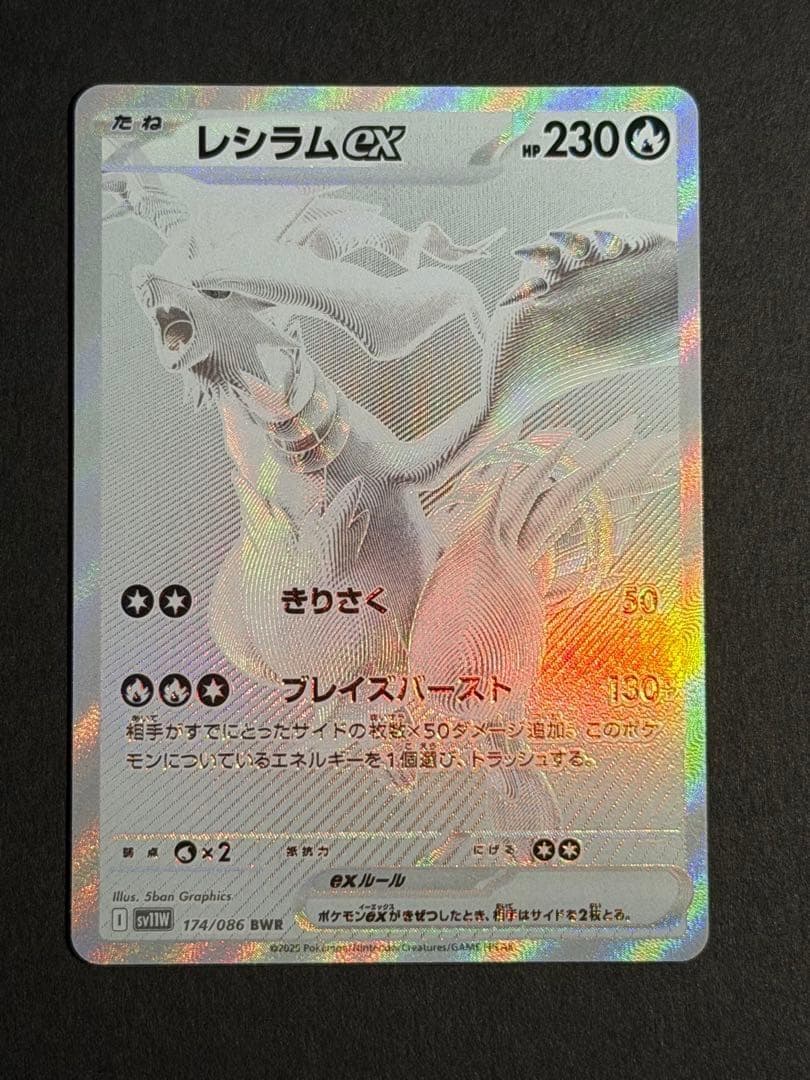 たね レシラムex HP230
きりさく 50
ブレイズバースト 130+
相手がすでにとったサイドの枚数×50ダメージ追加。このポケ
モンについているエネルギーを1個選び、トラッシュする。
弱点 ×2 抵抗力 にげる
exルール
ポケモンexがきぜつしたとき、相手はサイドを2枚とる。
Illus. 5ban Graphics
I SV11W 174/086 BWR
©2025 Pokémon/Nintendo/Creatures/GAME FREAK